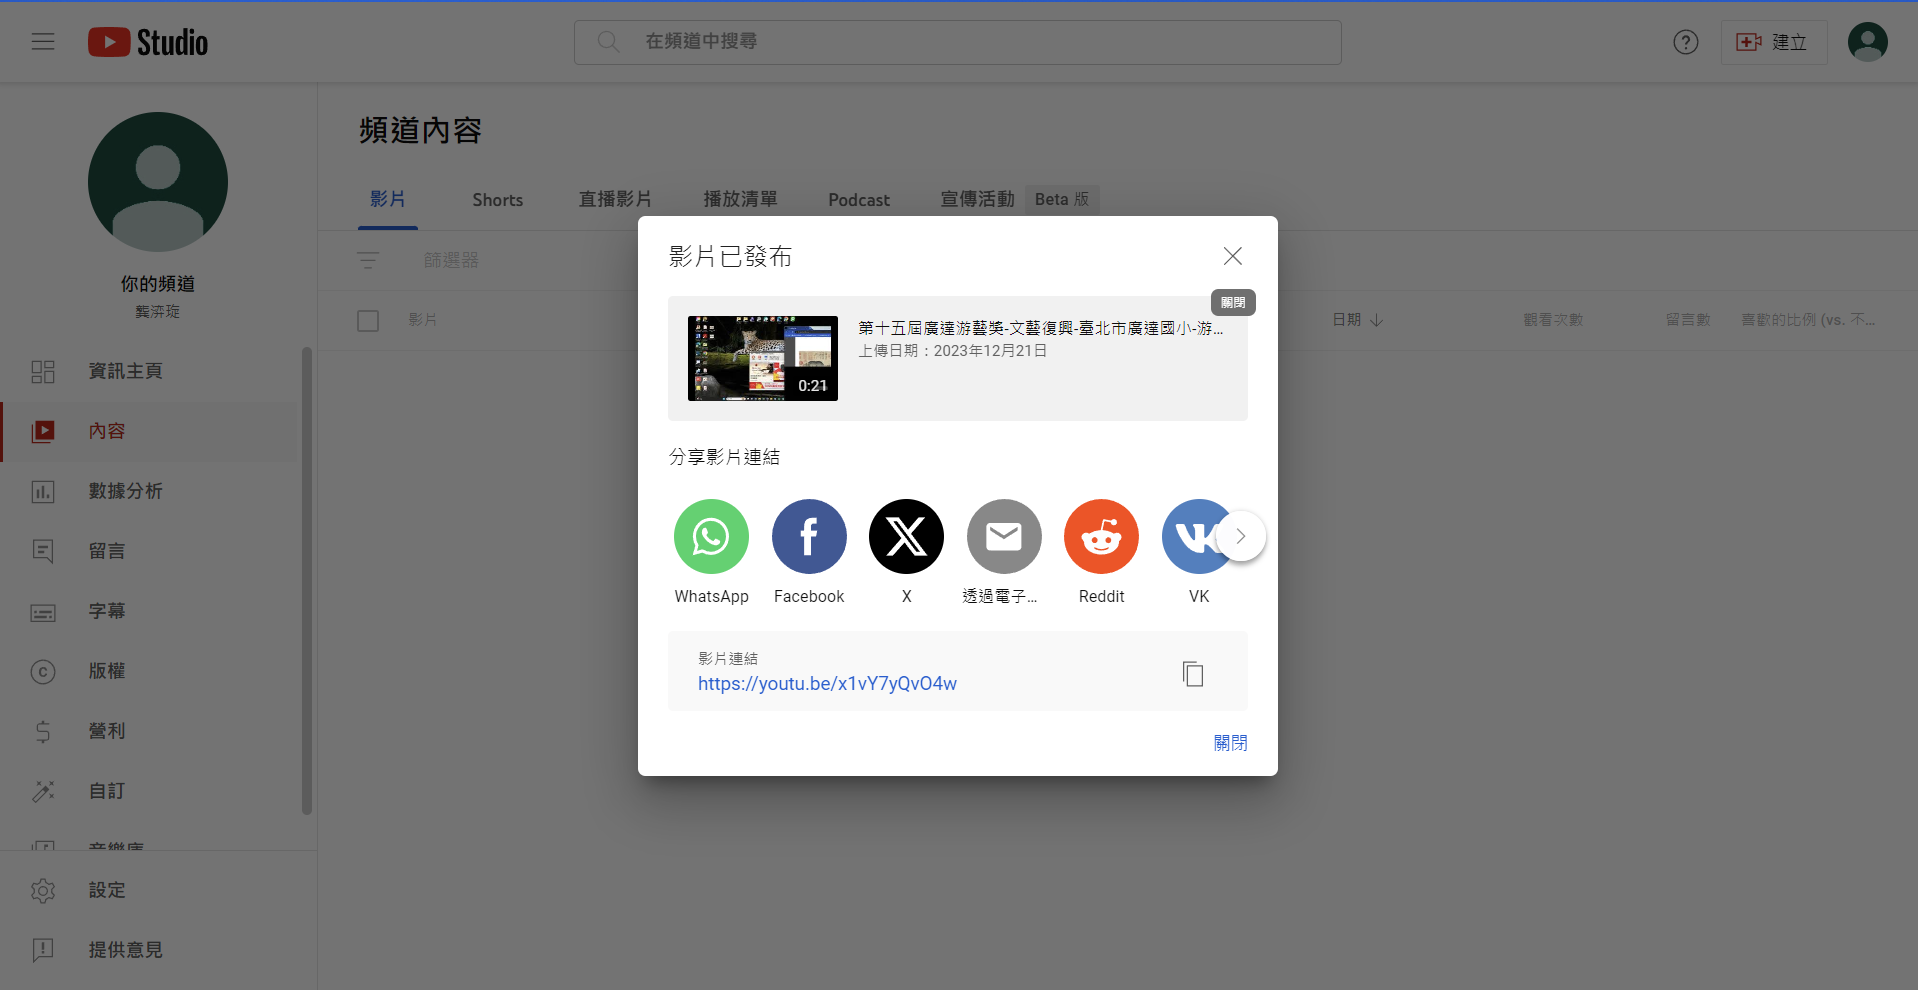 Studio
在頻道中搜尋
建立
你的頻道
龔渀琁
資訊主頁
內容
數據分析
留言
字幕
版權
營利
自訂
音樂庫
設定
提供意見
頻道內容
影片
Shorts
直播影片
播放清單
Podcast
宣傳活動
Beta 版
篩選器
影片
日期
觀看次數
留言數
喜歡的比例 (vs. 不...
影片已發布
關閉
第十五屆廣達游藝獎-文藝復興-臺北市廣達國小-游...
上傳日期：2023年12月21日
0:21
分享影片連結
WhatsApp
Facebook
X
透過電子...
Reddit
VK
影片連結
https://youtu.be/x1vY7yQvO4w
關閉